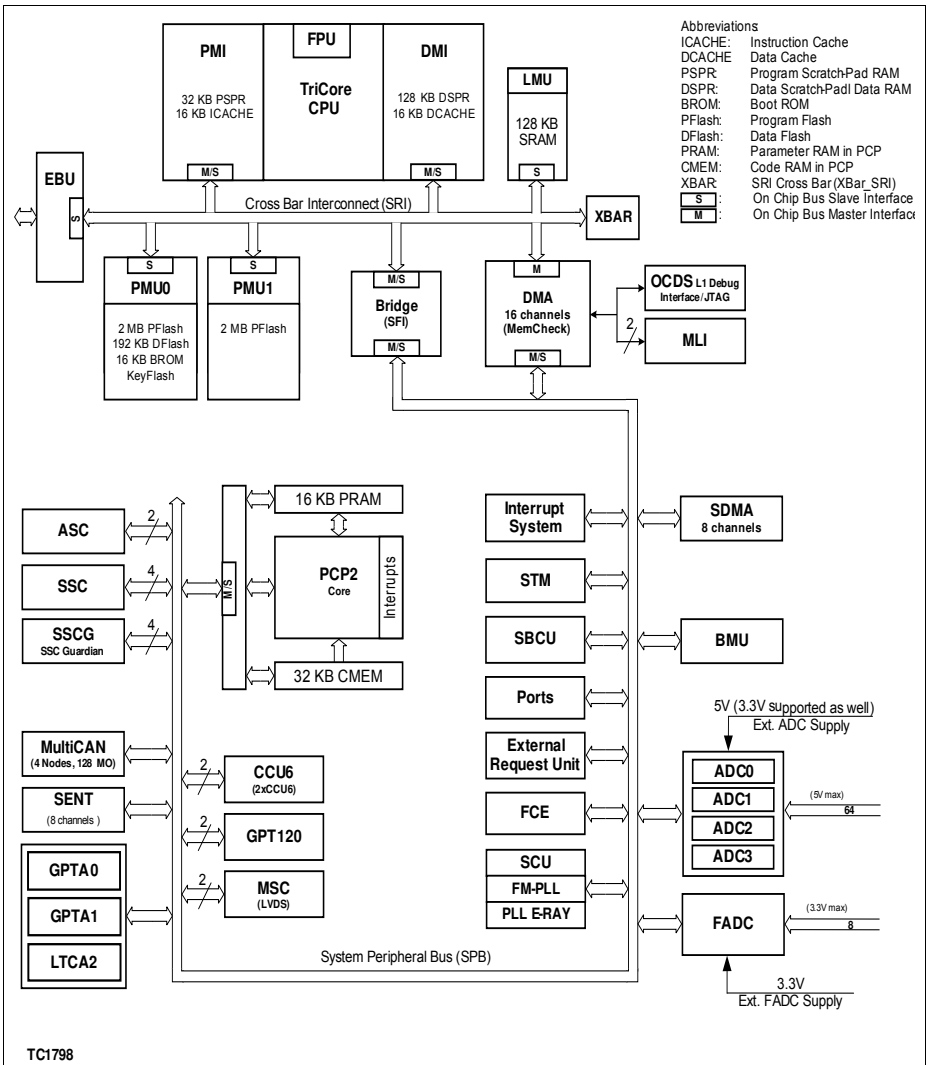 PMI
FPU
DMI
TriCore
CPU
32 KB PSPR
16 KB ICACHE
128 KB DSPR
16 KB DCACHE
M/S
M/S
LMU
128 KB
SRAM
S
Abbreviations
ICACHE: Instruction Cache
DCACHE Data Cache
PSPR: Program Scratch-Pad RAM
DSPR: Data Scratch-Padl Data RAM
BROM: Boot ROM
PFlash: Program Flash
DFlash: Data Flash
PRAM: Parameter RAM in PCP
CMEM: Code RAM in PCP
XBAR: SRI Cross Bar (XBar_SRI)
S : On Chip Bus Slave Interface
M : On Chip Bus Master Interface
EBU
S
Cross Bar Interconnect (SRI)
XBAR
S
PMU0
2 MB PFlash
192 KB DFlash
16 KB BROM
KeyFlash
S
PMU1
2 MB PFlash
M/S
Bridge
(SFI)
M/S
M
DMA
16 channels
(MemCheck)
M/S
OCDS L1 Debug
Interface/JTAG
2
MLI
ASC
2
SSC
4
SSCG
SSC Guardian
4
M/S
16 KB PRAM
PCP2
Core
Interrupts
32 KB CMEM
Interrupt
System
SDMA
8 channels
STM
SBCU
BMU
Ports
5V (3.3V supported as well)
Ext. ADC Supply
MultiCAN
(4 Nodes, 128 MO)
SENT
(8 channels )
2
CCU6
(2xCCU6)
2
GPT120
2
MSC
(LVDS)
External
Request Unit
FCE
SCU
FM-PLL
PLL E-RAY
ADC0
ADC1
ADC2
ADC3
(5V max)
64
GPTA0
GPTA1
LTCA2
FADC
(3.3V max)
8
System Peripheral Bus (SPB)
3.3V
Ext. FADC Supply
TC1798